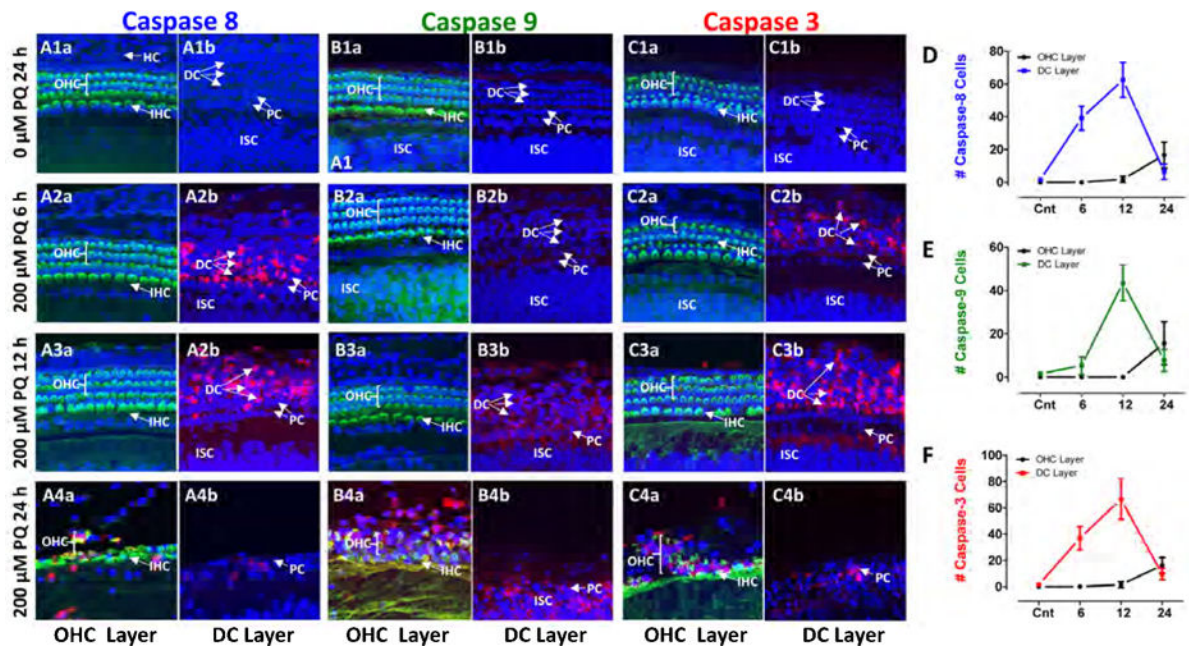 Caspase 8 Caspase 9 Caspase 3
0 µM PQ 24 h
A1a HC OHC IHC
A1b DC PC ISC
B1a OHC IHC ISC A1
B1b DC PC ISC
C1a OHC IHC ISC
C1b DC PC
200 µM PQ 6 h
A2a OHC IHC
A2b DC PC ISC
B2a OHC IHC
B2b DC PC ISC
C2a OHC IHC
C2b DC PC ISC
200 µM PQ 12 h
A3a OHC IHC
A2b DC PC ISC
B3a OHC IHC
B3b DC PC ISC
C3a OHC IHC
C3b DC PC ISC
200 µM PQ 24 h
A4a OHC IHC
A4b PC
B4a OHC IHC
B4b PC ISC
C4a OHC IHC
C4b PC
OHC Layer DC Layer OHC Layer DC Layer OHC Layer DC Layer
D
# Caspase-8 Cells
80
60
40
20
0
OHC Layer
DC Layer
Cnt 6 12 24
E
# Caspase-9 Cells
60
40
20
0
OHC Layer
DC Layer
Cnt 6 12 24
F
# Caspase-3 Cells
100
80
60
40
20
0
OHC Layer
DC Layer
Cnt 6 12 24